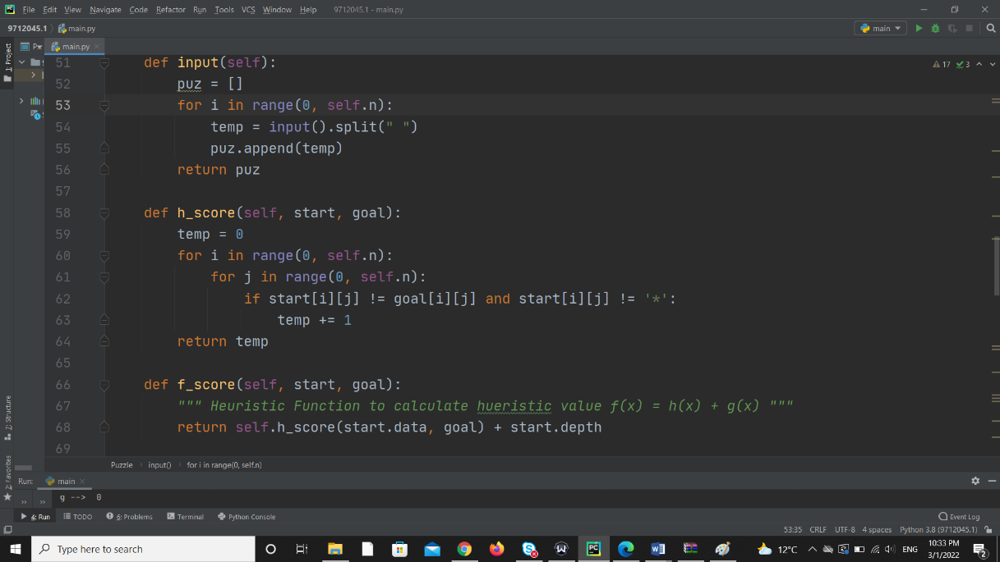 File Edit View Navigate Code Refactor Run Tools VCS Window Help 9712045.1 - main.py
9712045.1 main.py main
1: Project
main.py
17 3
51 def input(self):
52 puz = []
53 for i in range(0, self.n):
54 temp = input().split(" ")
55 puz.append(temp)
56 return puz
57
58 def h_score(self, start, goal):
59 temp = 0
60 for i in range(0, self.n):
61 for j in range(0, self.n):
62 if start[i][j] != goal[i][j] and start[i][j] != '*':
63 temp += 1
64 return temp
65
66 def f_score(self, start, goal):
67 """ Heuristic Function to calculate hueristic value f(x) = h(x) + g(x) """
68 return self.h_score(start.data, goal) + start.depth
69
Z: Structure
2: Favorites
Puzzle input() for i in range(0, self.n)
Run: main
g --> 0
4: Run TODO 6: Problems Terminal Python Console Event Log
53:35 CRLF UTF-8 4 spaces Python 3.8 (9712045.1)
Type here to search 12°C ENG 10:33 PM
3/1/2022 2